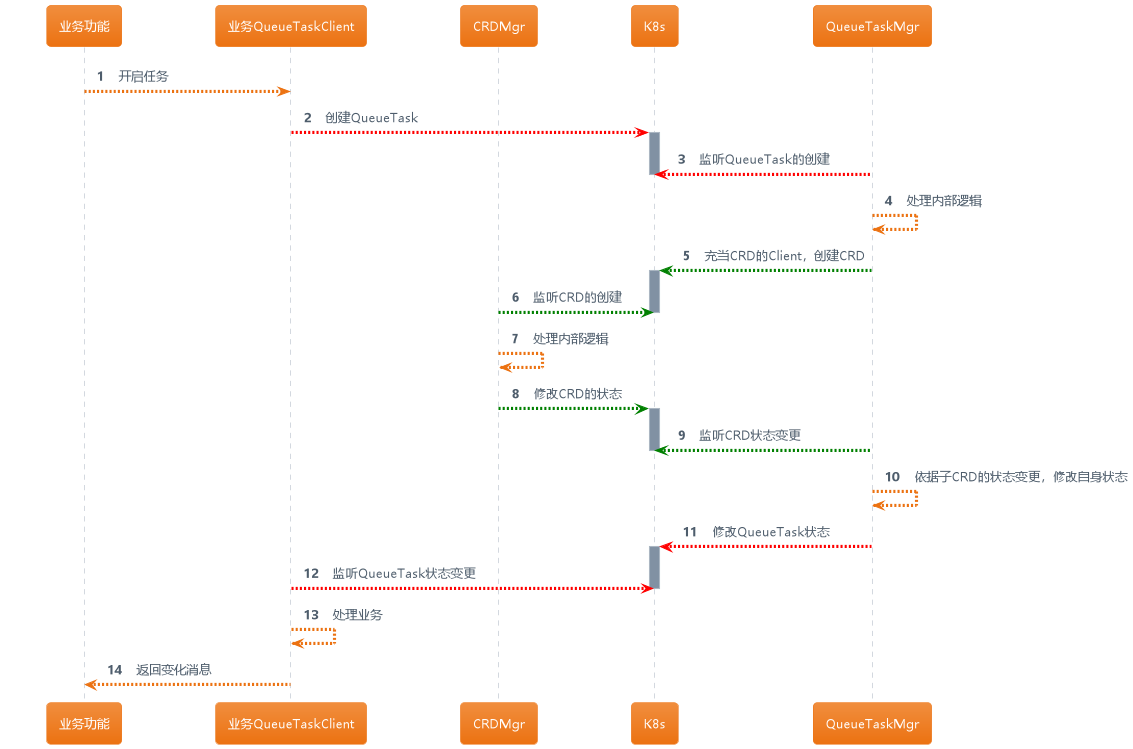 业务功能
业务QueueTaskClient
CRDMgr
K8s
QueueTaskMgr
1 开启任务
2 创建QueueTask
3 监听QueueTask的创建
4 处理内部逻辑
5 充当CRD的Client，创建CRD
6 监听CRD的创建
7 处理内部逻辑
8 修改CRD的状态
9 监听CRD状态变更
10 依据子CRD的状态变更，修改自身状态
11 修改QueueTask状态
12 监听QueueTask状态变更
13 处理业务
14 返回变化消息
业务功能
业务QueueTaskClient
CRDMgr
K8s
QueueTaskMgr